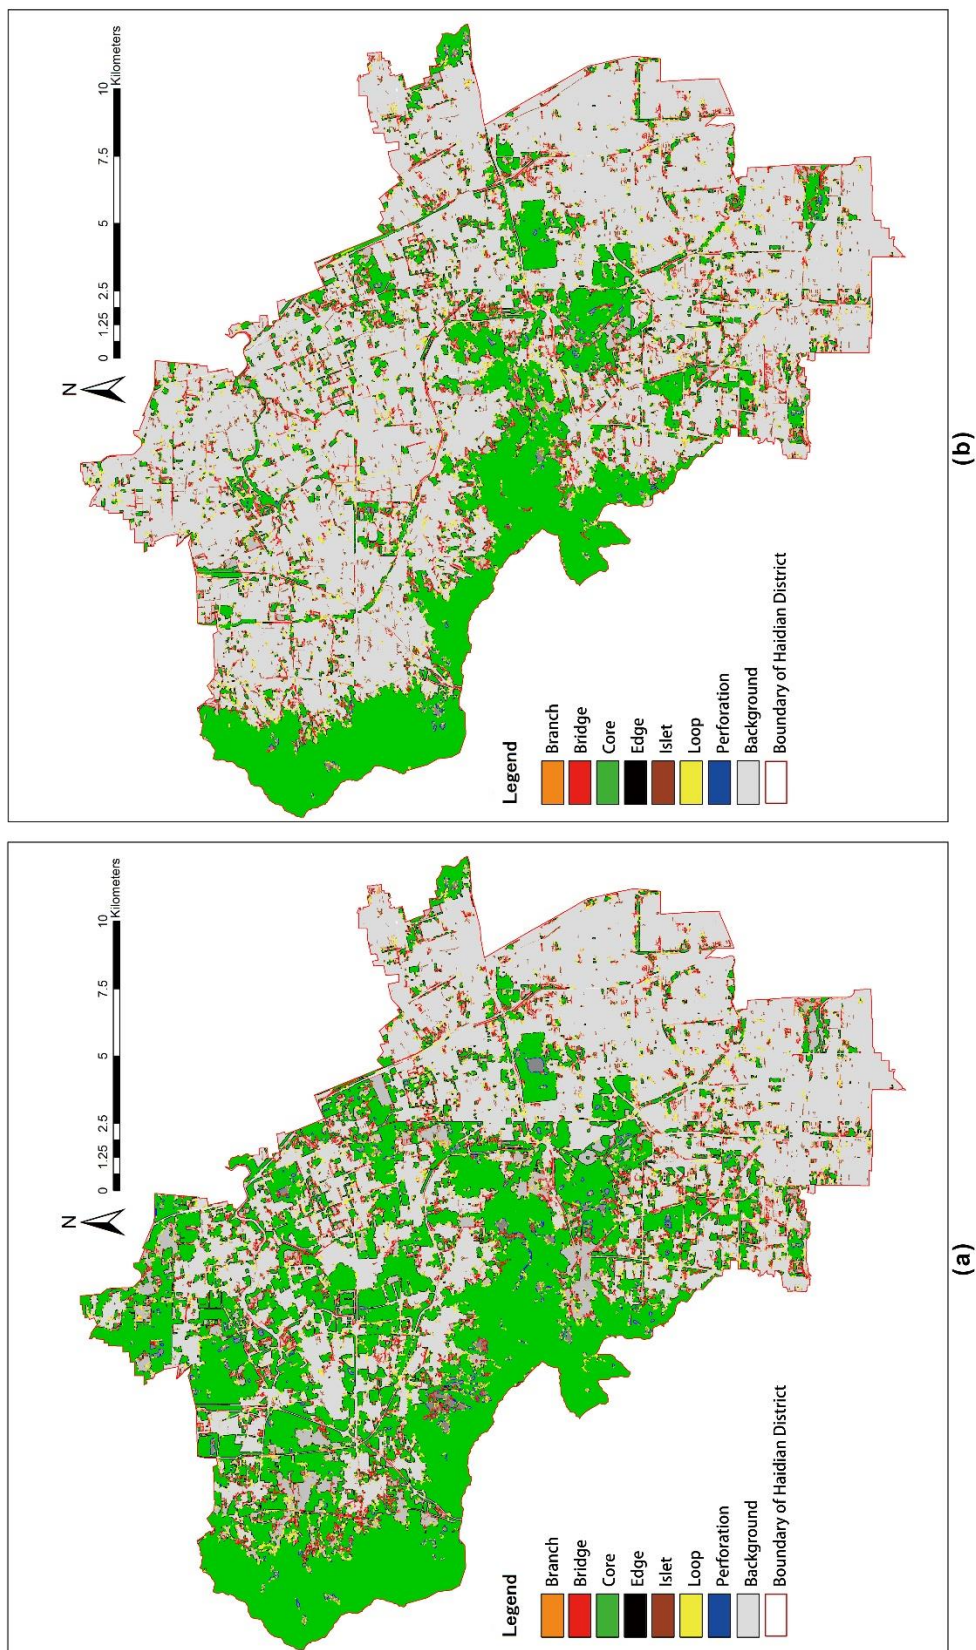 N
0 1.25 2.5 5 7.5 10
Kilometers
Legend
Branch
Bridge
Core
Edge
Islet
Loop
Perforation
Background
Boundary of Haidian District
(a)
N
0 1.25 2.5 5 7.5 10
Kilometers
Legend
Branch
Bridge
Core
Edge
Islet
Loop
Perforation
Background
Boundary of Haidian District
(b)